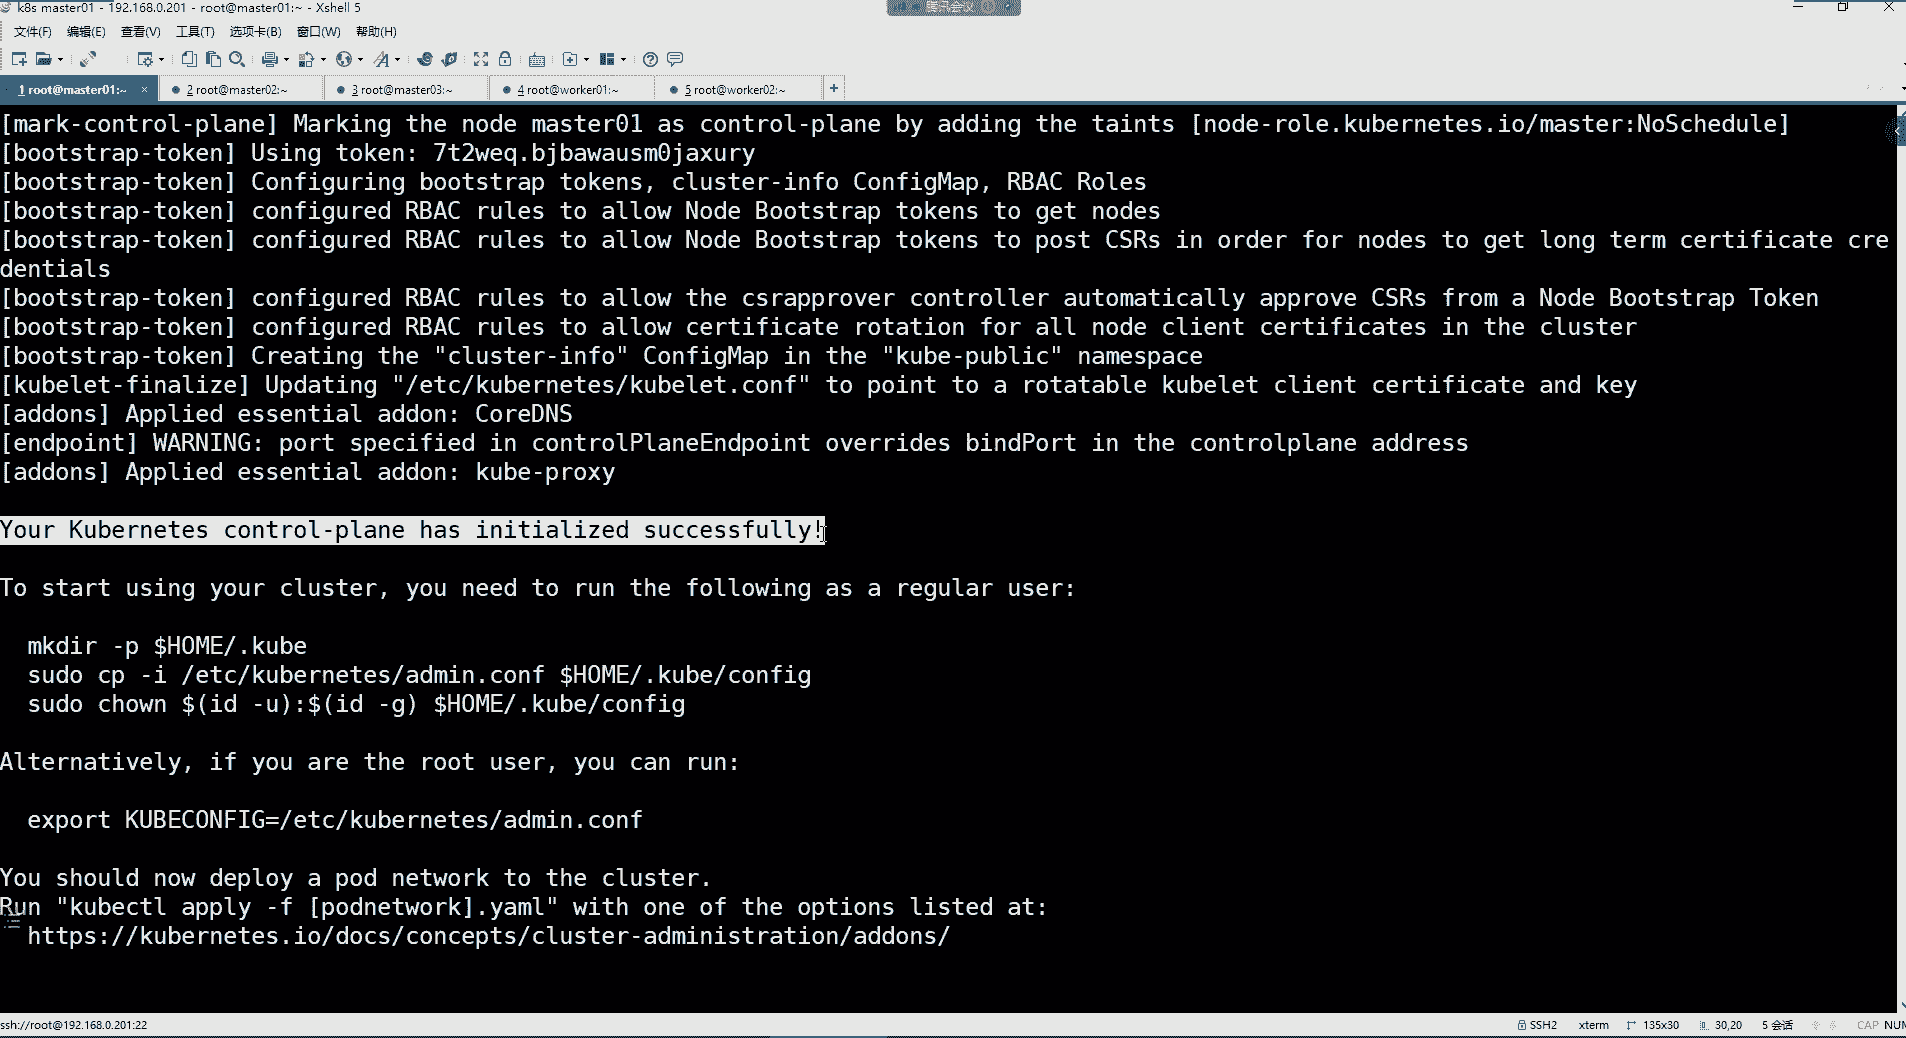 k8s master01 - 192.168.0.201 - root@master01:~ - Xshell 5
腾讯会议
文件(F) 编辑(E) 查看(V) 工具(T) 选项卡(B) 窗口(W) 帮助(H)
1 root@master01:~ × 2 root@master02:~ 3 root@master03:~ 4 root@worker01:~ 5 root@worker02:~ +
[mark-control-plane] Marking the node master01 as control-plane by adding the taints [node-role.kubernetes.io/master:NoSchedule]
[bootstrap-token] Using token: 7t2weq.bjbawausm0jaxury
[bootstrap-token] Configuring bootstrap tokens, cluster-info ConfigMap, RBAC Roles
[bootstrap-token] configured RBAC rules to allow Node Bootstrap tokens to get nodes
[bootstrap-token] configured RBAC rules to allow Node Bootstrap tokens to post CSRs in order for nodes to get long term certificate cre
dentials
[bootstrap-token] configured RBAC rules to allow the csrapprover controller automatically approve CSRs from a Node Bootstrap Token
[bootstrap-token] configured RBAC rules to allow certificate rotation for all node client certificates in the cluster
[bootstrap-token] Creating the "cluster-info" ConfigMap in the "kube-public" namespace
[kubelet-finalize] Updating "/etc/kubernetes/kubelet.conf" to point to a rotatable kubelet client certificate and key
[addons] Applied essential addon: CoreDNS
[endpoint] WARNING: port specified in controlPlaneEndpoint overrides bindPort in the controlplane address
[addons] Applied essential addon: kube-proxy
Your Kubernetes control-plane has initialized successfully!
To start using your cluster, you need to run the following as a regular user:
mkdir -p $HOME/.kube
sudo cp -i /etc/kubernetes/admin.conf $HOME/.kube/config
sudo chown $(id -u):$(id -g) $HOME/.kube/config
Alternatively, if you are the root user, you can run:
export KUBECONFIG=/etc/kubernetes/admin.conf
You should now deploy a pod network to the cluster.
Run "kubectl apply -f [podnetwork].yaml" with one of the options listed at:
https://kubernetes.io/docs/concepts/cluster-administration/addons/
ssh://root@192.168.0.201:22 SSH2 xterm 135x30 30,20 5 会话 CAP NUM